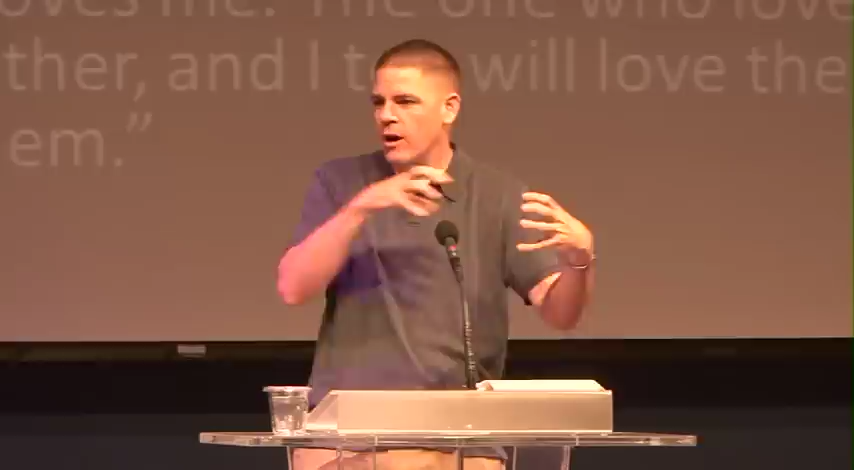 oves me. The one who love
ther, and I t will love the
em.”